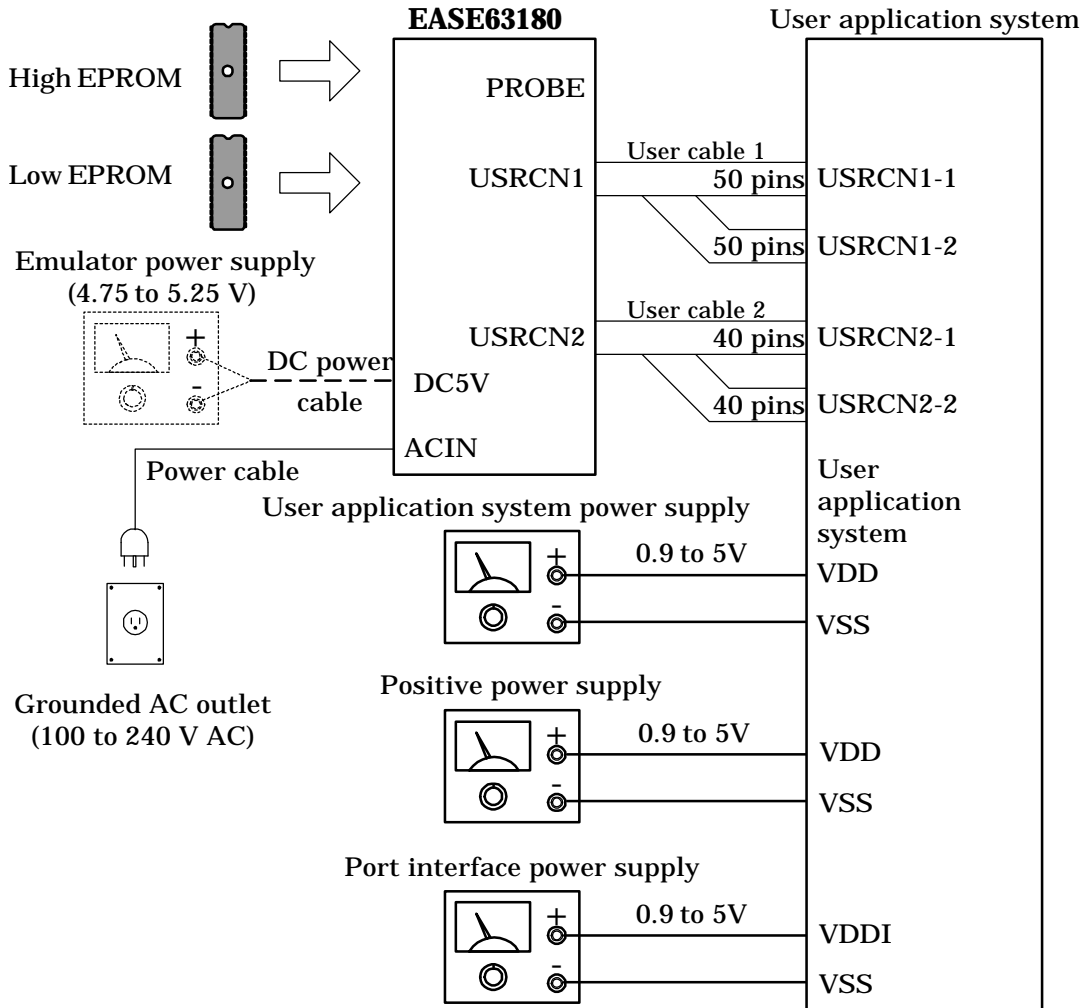 EASE63180
User application system
High EPROM
PROBE
Low EPROM
USRCN1
User cable 1
50 pins
USRCN1-1
50 pins
USRCN1-2
Emulator power supply
(4.75 to 5.25 V)
USRCN2
User cable 2
40 pins
USRCN2-1
+
-
DC power
cable
DC5V
40 pins
USRCN2-2
ACIN
Power cable
User
application
system
User application system power supply
+
0.9 to 5V
VDD
-
VSS
Grounded AC outlet
(100 to 240 V AC)
Positive power supply
+
0.9 to 5V
VDD
-
VSS
Port interface power supply
+
0.9 to 5V
VDDI
-
VSS